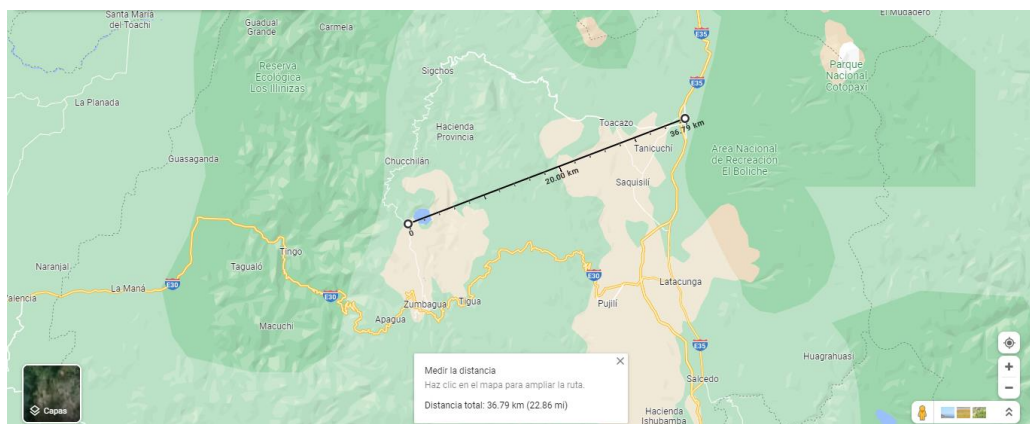 Santa María
del Toachi
Guadual
Grande
Carmela
El Mudadero
E35
Reserva
Ecológica
Los Illinizas
Sigchos
E35
Parque
Nacional
Cotopaxi
La Planada
Hacienda
Provincia
Toacazo
36.79 km
Tanicuchí
Área Nacional
de Recreación
El Boliche
Guasaganda
Chucchilán
20.00 km
Saquisilí
0
Naranjal
Tingo
Tagualó
La Maná
E30
E30
Valencia
Zumbagua
Tigua
E30
Pujilí
Latacunga
Apagua
Macuchi
E35
Huagrahuasi
Medir la distancia
Haz clic en el mapa para ampliar la ruta.
Distancia total: 36.79 km (22.86 mi)
Salcedo
Hacienda
Ishubamba
Capas